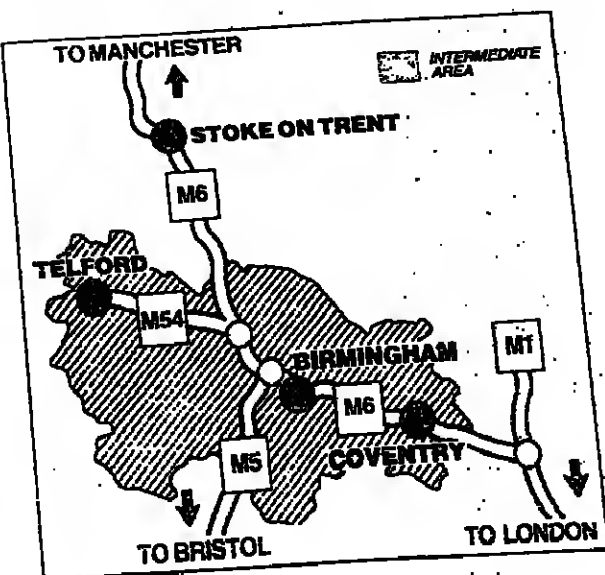 TO MANCHESTER
INTERMEDIATE
AREA
STOKE ON TRENT
M6
TELFORD
M54
BIRMINGHAM
M1
M6
COVENTRY
M5
TO BRISTOL
TO LONDON